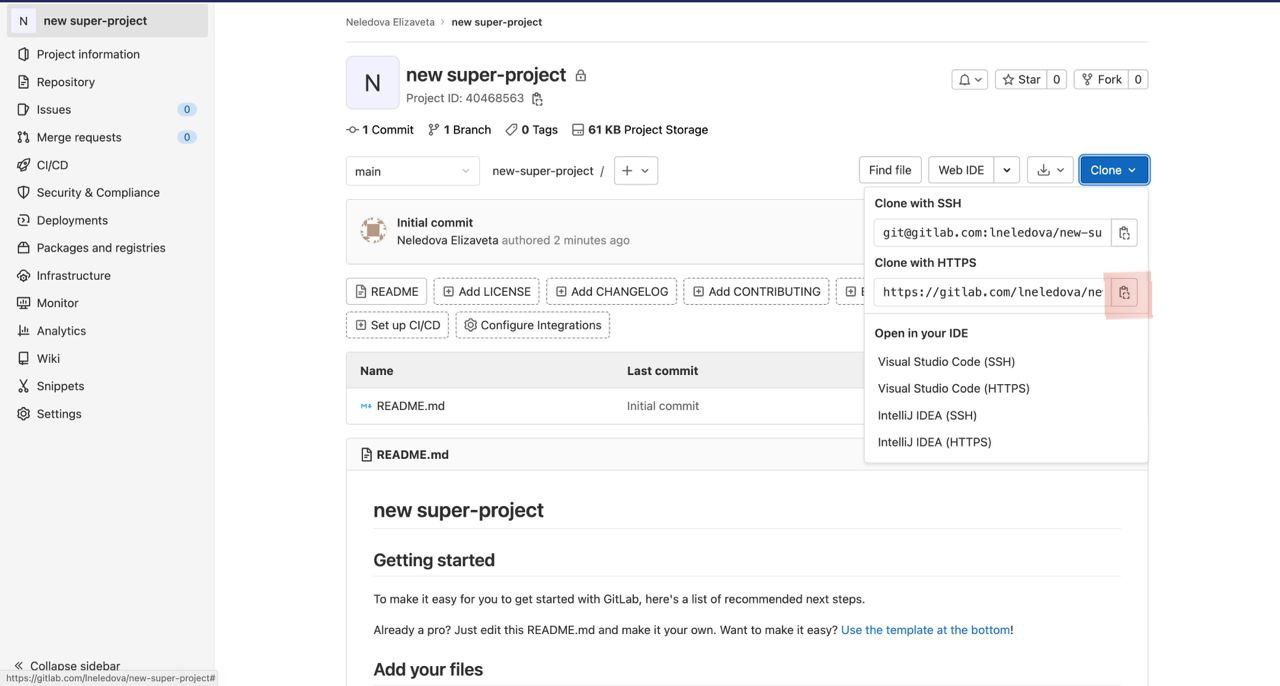 N new super-project
Project information
Repository
Issues 0
Merge requests 0
CI/CD
Security & Compliance
Deployments
Packages and registries
Infrastructure
Monitor
Analytics
Wiki
Snippets
Settings
Collapse sidebar
https://gitlab.com/lneledova/new-super-project#
Neledova Elizaveta › new super-project
N
new super-project
Project ID: 40468563
Star 0 Fork 0
1 Commit 1 Branch 0 Tags 61 KB Project Storage
main new-super-project / + Find file Web IDE Clone
Initial commit
Neledova Elizaveta authored 2 minutes ago
README Add LICENSE Add CHANGELOG Add CONTRIBUTING
Set up CI/CD Configure Integrations
Name Last commit
README.md Initial commit
README.md
new super-project
Getting started
To make it easy for you to get started with GitLab, here's a list of recommended next steps.
Already a pro? Just edit this README.md and make it your own. Want to make it easy? Use the template at the bottom!
Add your files
Clone with SSH
git@gitlab.com:lneledova/new-su
Clone with HTTPS
https://gitlab.com/lneledova/ne
Open in your IDE
Visual Studio Code (SSH)
Visual Studio Code (HTTPS)
IntelliJ IDEA (SSH)
IntelliJ IDEA (HTTPS)